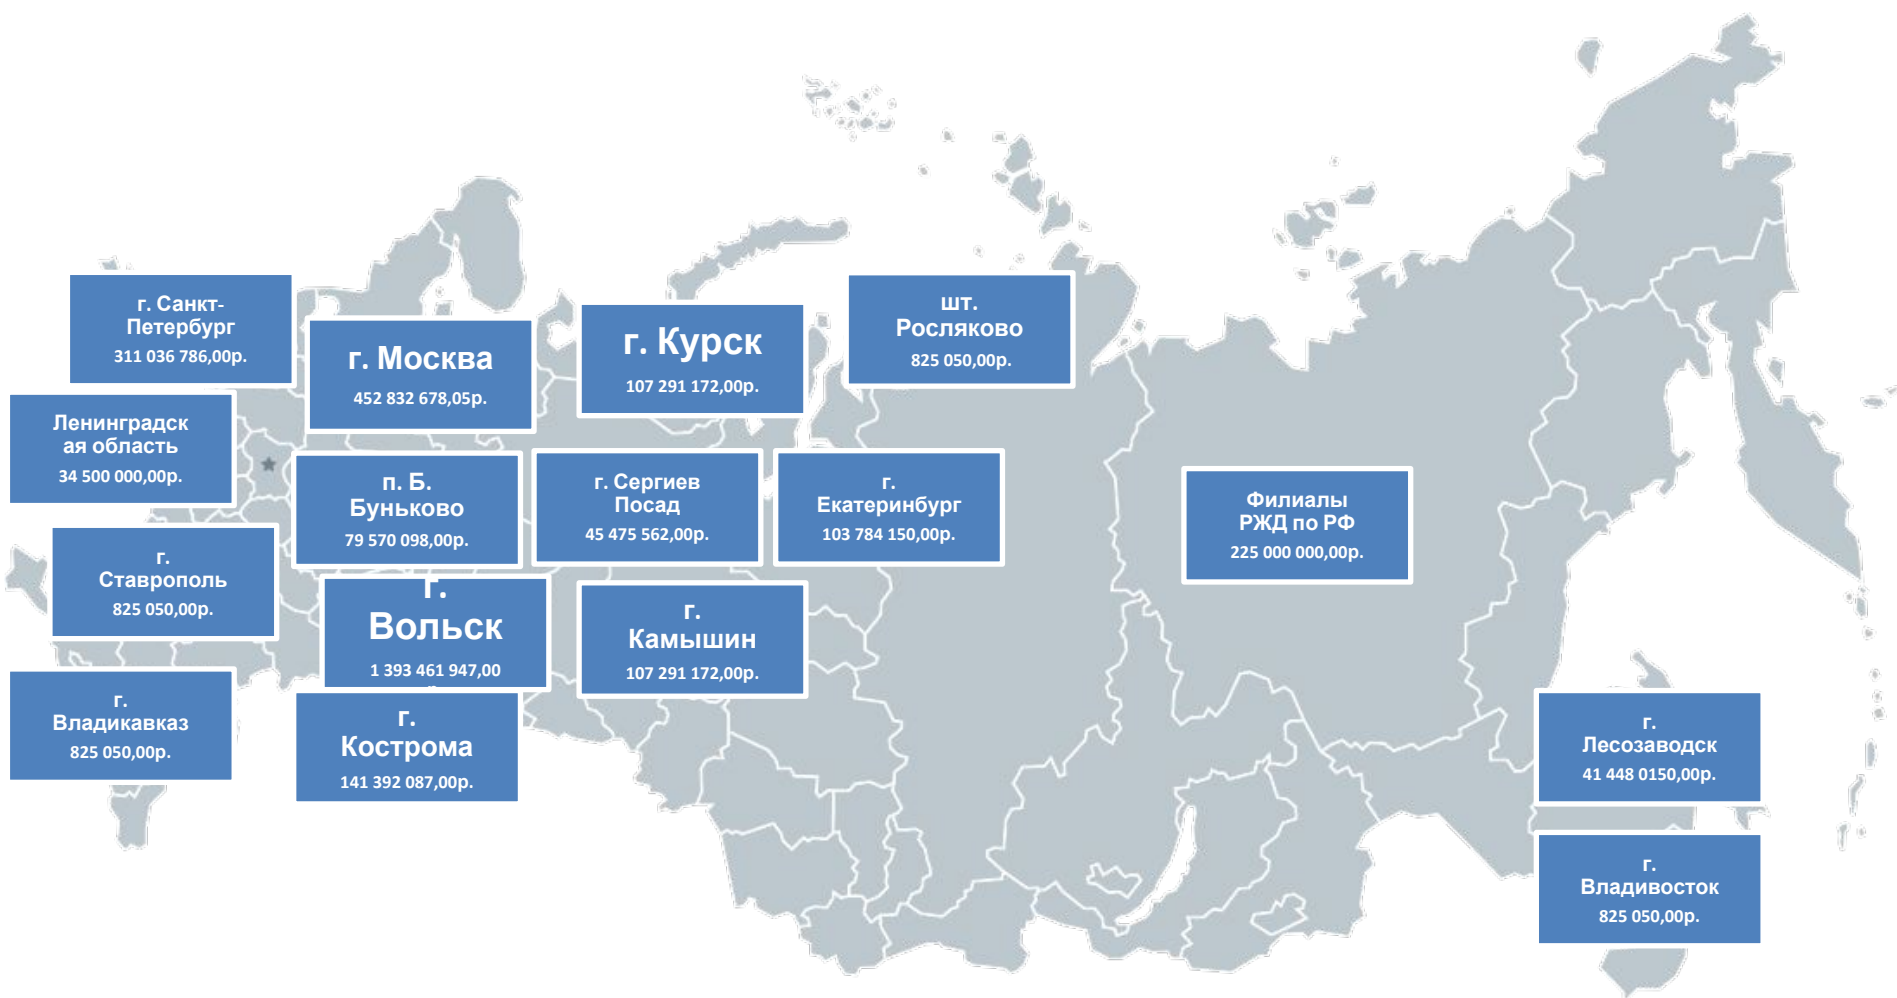 г. Санкт-
Петербург
311 036 786,00р.
г. Москва
452 832 678,05р.
г. Курск
107 291 172,00р.
шт.
Росляково
825 050,00р.
Ленинградск
ая область
34 500 000,00р.
п. Б.
Буньково
79 570 098,00р.
г. Сергиев
Посад
45 475 562,00р.
г.
Екатеринбург
103 784 150,00р.
Филиалы
РЖД по РФ
225 000 000,00р.
г.
Ставрополь
825 050,00р.
г.
Вольск
1 393 461 947,00
г.
Камышин
107 291 172,00р.
г.
Владикавказ
825 050,00р.
г.
Кострома
141 392 087,00р.
г.
Лесозаводск
41 448 0150,00р.
г.
Владивосток
825 050,00р.